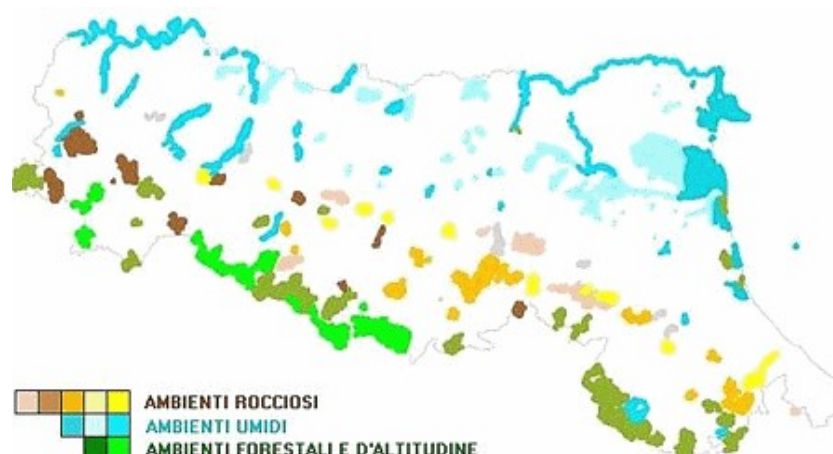 AMBIENTI ROCCIOSI
AMBIENTI UMIDI
AMBIENTI FORESTALI E D'ALTITUDINE